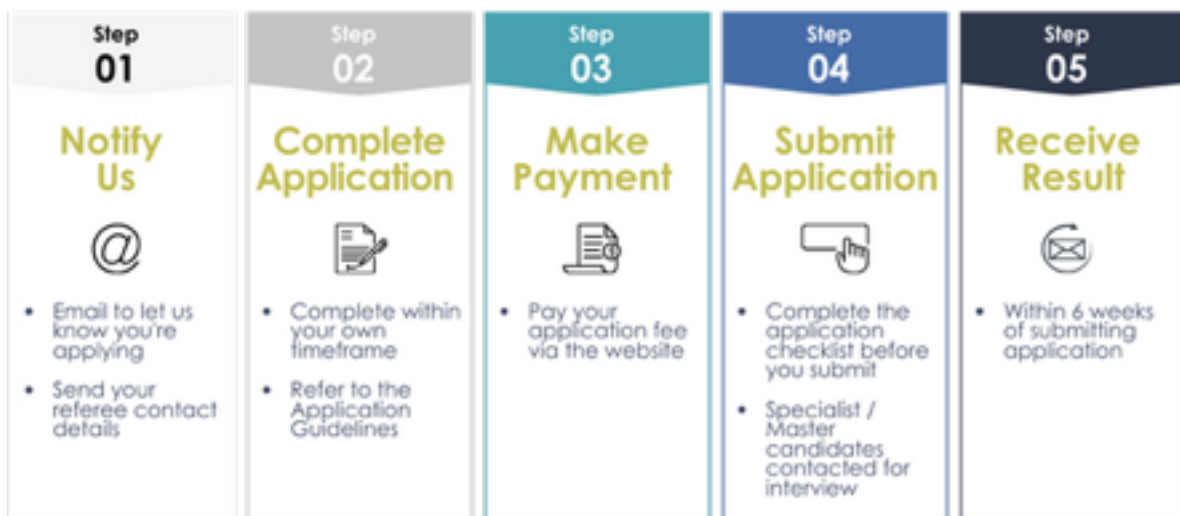 Step
01
Notify
Us
@
• Email to let us
know you're
applying
• Send your
referee contact
details
Step
02
Complete
Application
• Complete within
your own
timeframe
• Refer to the
Application
Guidelines
Step
03
Make
Payment
• Pay your
application fee
via the website
Step
04
Submit
Application
• Complete the
application
checklist before
you submit
• Specialist /
Master
candidates
contacted for
interview
Step
05
Receive
Result
• Within 6 weeks
of submitting
application